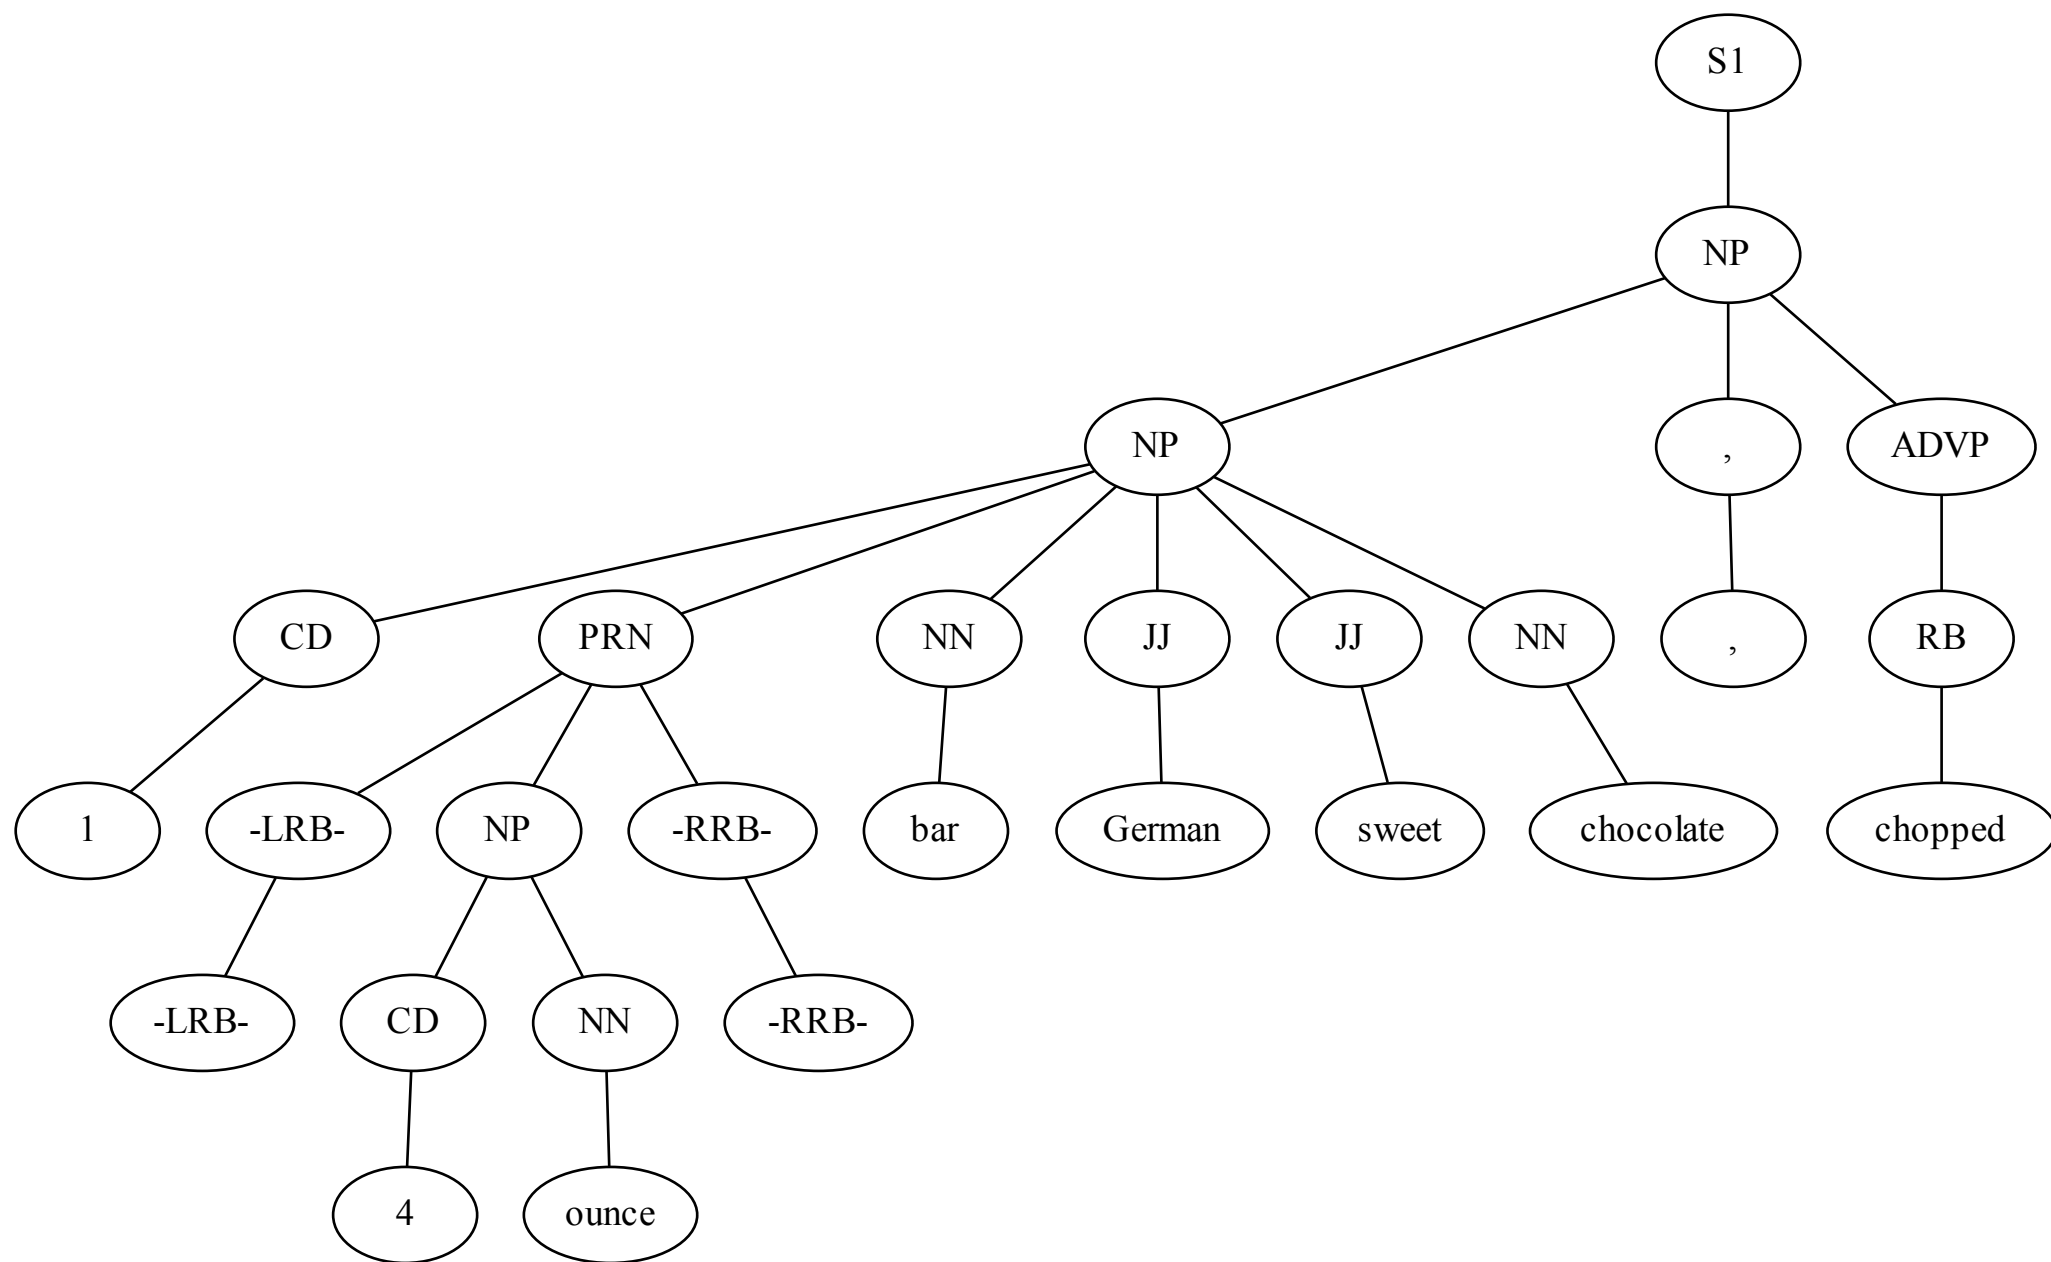 S1
NP
NP , ADVP
CD PRN NN JJ JJ NN , RB
1 -LRB- NP -RRB- bar German sweet chocolate chopped
-LRB- CD NN -RRB-
4 ounce